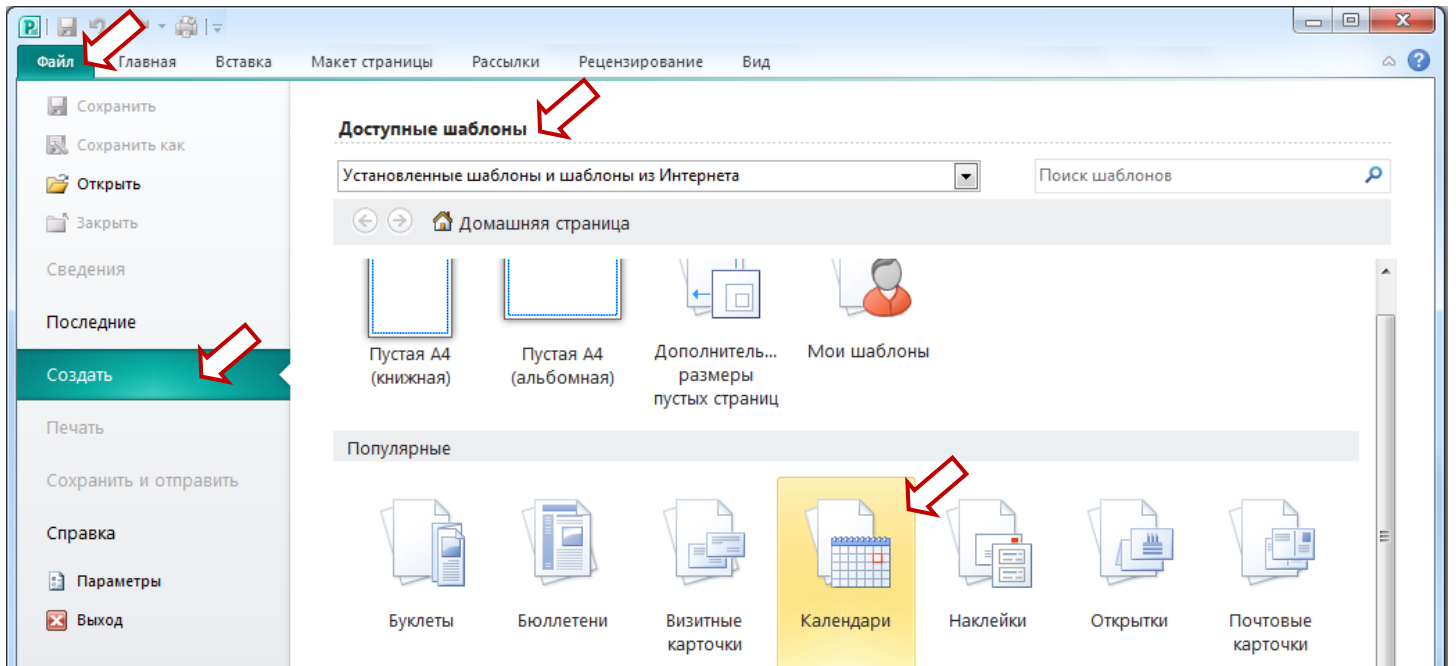 Файл Главная Вставка Макет страницы Рассылки Рецензирование Вид
Сохранить
Сохранить как
Открыть
Закрыть
Сведения
Последние
Создать
Печать
Сохранить и отправить
Справка
Параметры
Выход
Доступные шаблоны
Установленные шаблоны и шаблоны из Интернета
Поиск шаблонов
Домашняя страница
Пустая A4
(книжная)
Пустая A4
(альбомная)
Дополнитель...
размеры
пустых страниц
Мои шаблоны
Популярные
Буклеты
Бюллетени
Визитные
карточки
Календари
Наклейки
Открытки
Почтовые
карточки